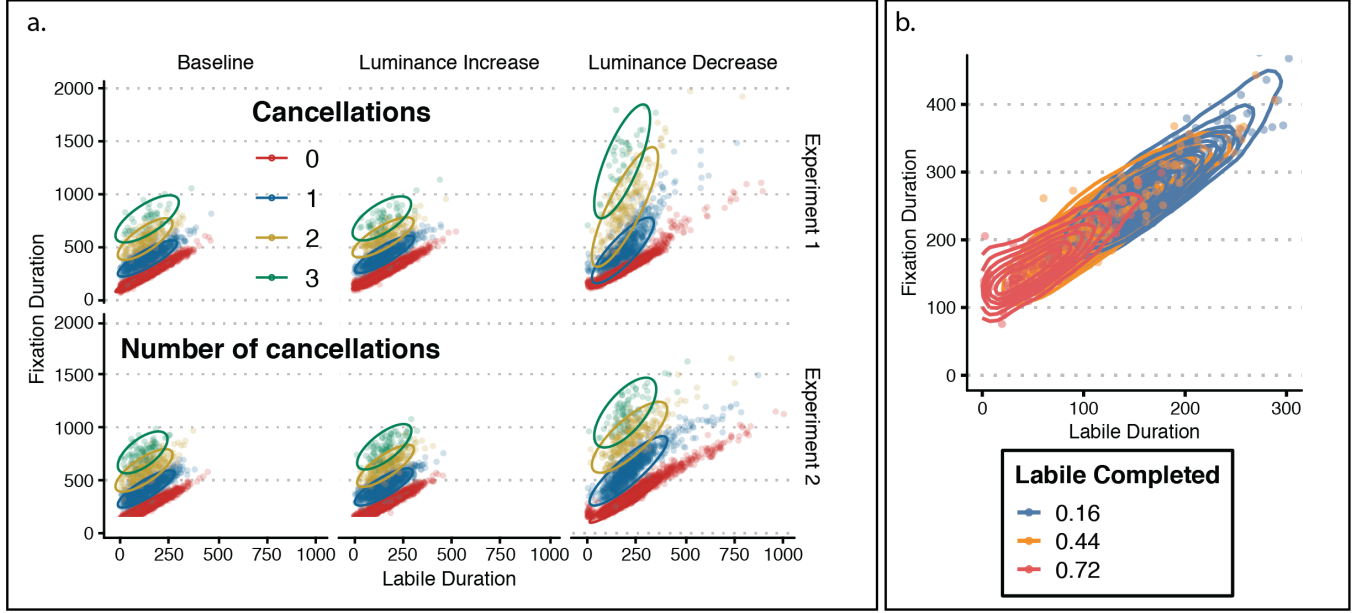 a.
Baseline
Luminance Increase
Luminance Decrease
Cancellations
0
1
2
3
2000
1500
1000
500
0
Experiment 1
Fixation Duration
Number of cancellations
2000
1500
1000
500
0
Experiment 2
0 250 500 750 1000
0 250 500 750 1000
0 250 500 750 1000
Labile Duration
b.
400
300
200
100
0
Fixation Duration
0 100 200 300
Labile Duration
Labile Completed
0.16
0.44
0.72